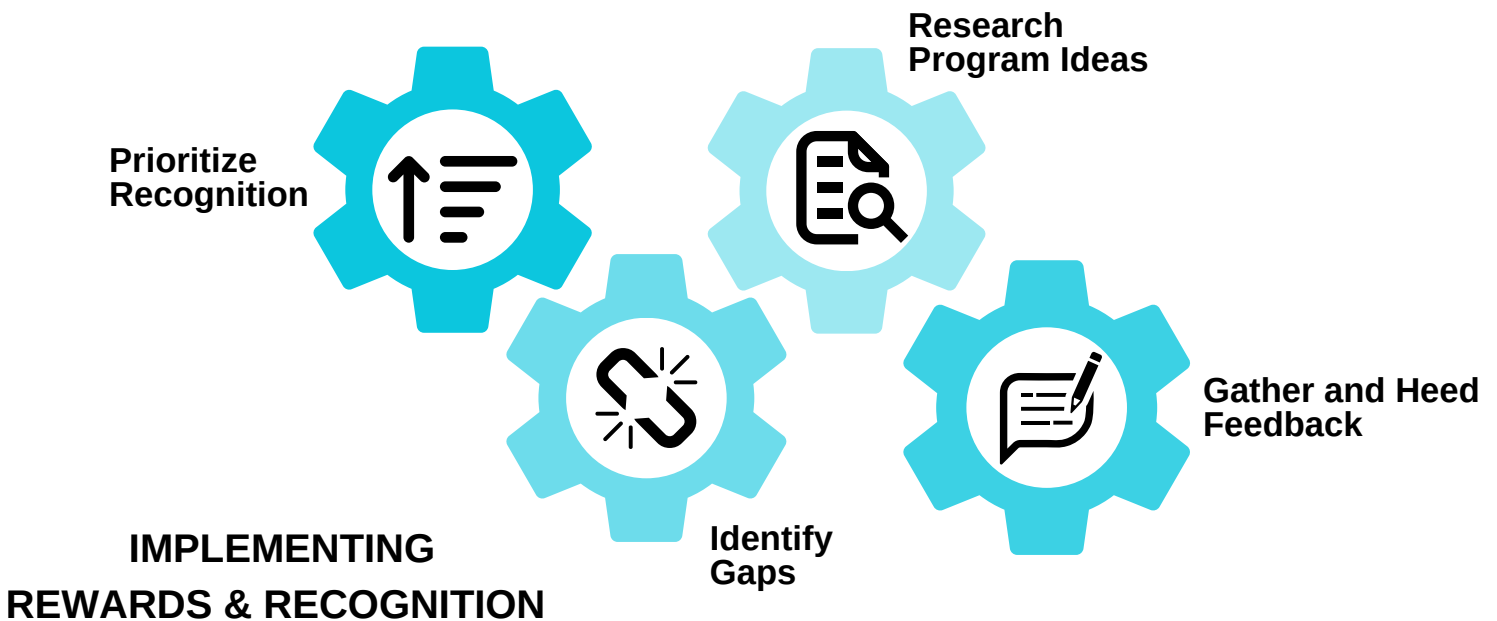 Research
Program Ideas
Prioritize
Recognition
Gather and Heed
Feedback
Identify
Gaps
IMPLEMENTING
REWARDS & RECOGNITION